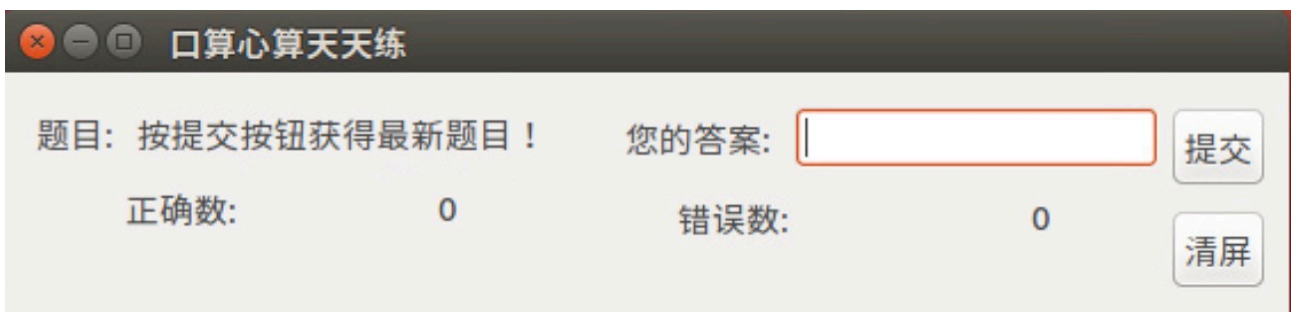 口算心算天天练
题目: 按提交按钮获得最新题目！ 您的答案: 提交
正确数: 0 错误数: 0
清屏